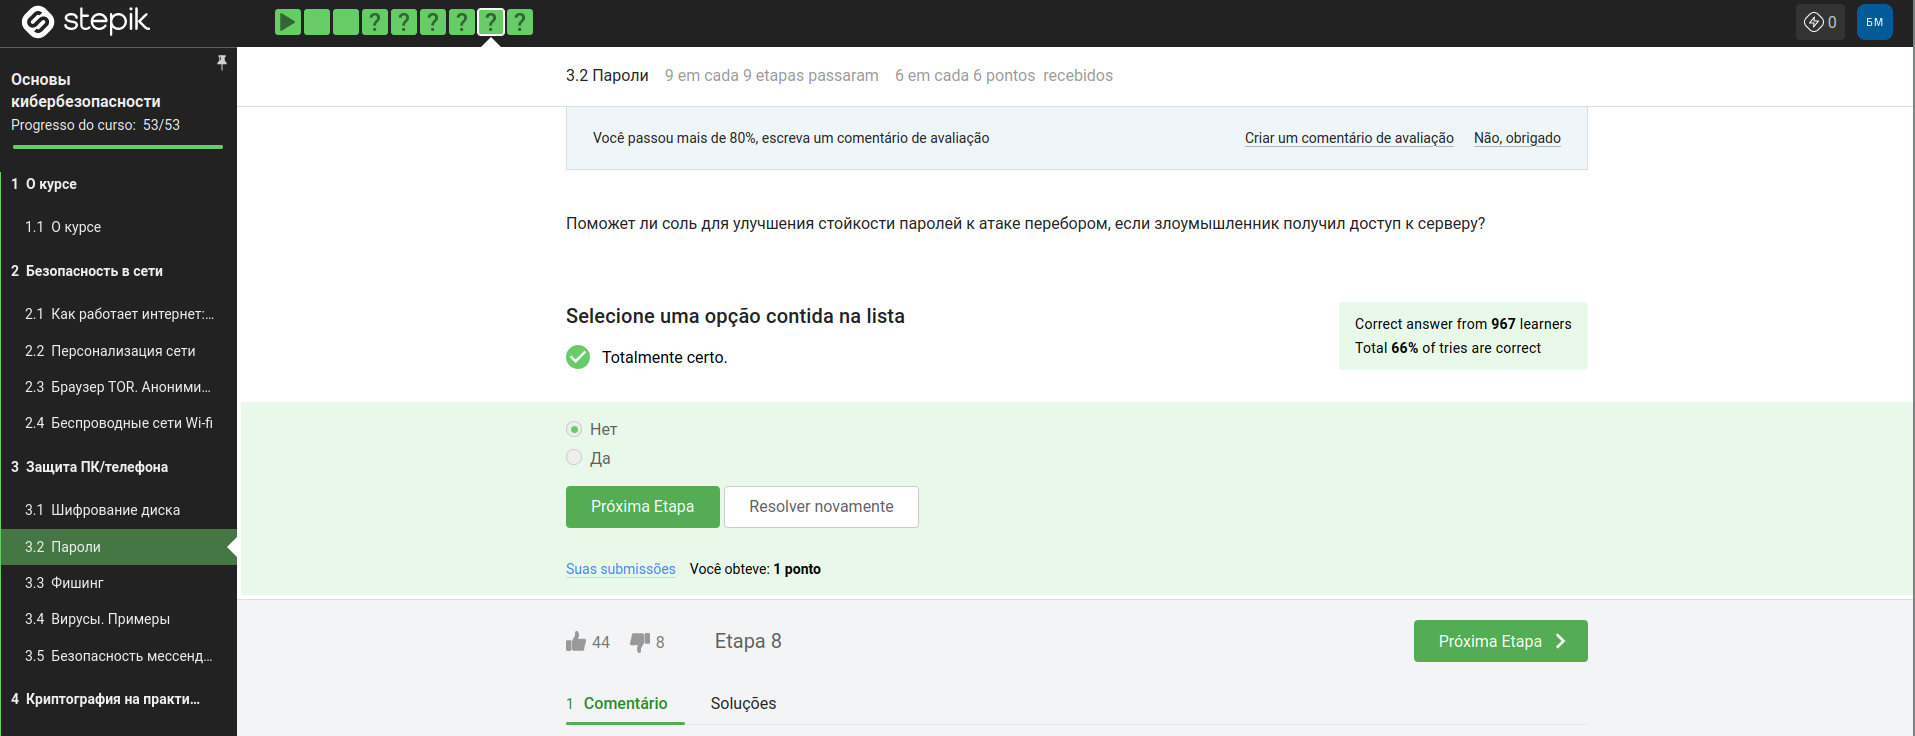 stepik
? ? ? ? ? ?
0
БМ
Основы
кибербезопасности
Progresso do curso: 53/53
1 О курсе
1.1 О курсе
2 Безопасность в сети
2.1 Как работает интернет:...
2.2 Персонализация сети
2.3 Браузер TOR. Аноними...
2.4 Беспроводные сети Wi-fi
3 Защита ПК/телефона
3.1 Шифрование диска
3.2 Пароли
3.3 Фишинг
3.4 Вирусы. Примеры
3.5 Безопасность мессенд...
4 Криптография на практи...
3.2 Пароли 9 em cada 9 etapas passaram 6 em cada 6 pontos recebidos
Você passou mais de 80%, escreva um comentário de avaliação Criar um comentário de avaliação Não, obrigado
Поможет ли соль для улучшения стойкости паролей к атаке перебором, если злоумышленник получил доступ к серверу?
Selecione uma opção contida na lista
Totalmente certo.
Correct answer from 967 learners
Total 66% of tries are correct
Нет
Да
Próxima Etapa Resolver novamente
Suas submissões Você obteve: 1 ponto
44 8 Etapa 8 Próxima Etapa
1 Comentário Soluções